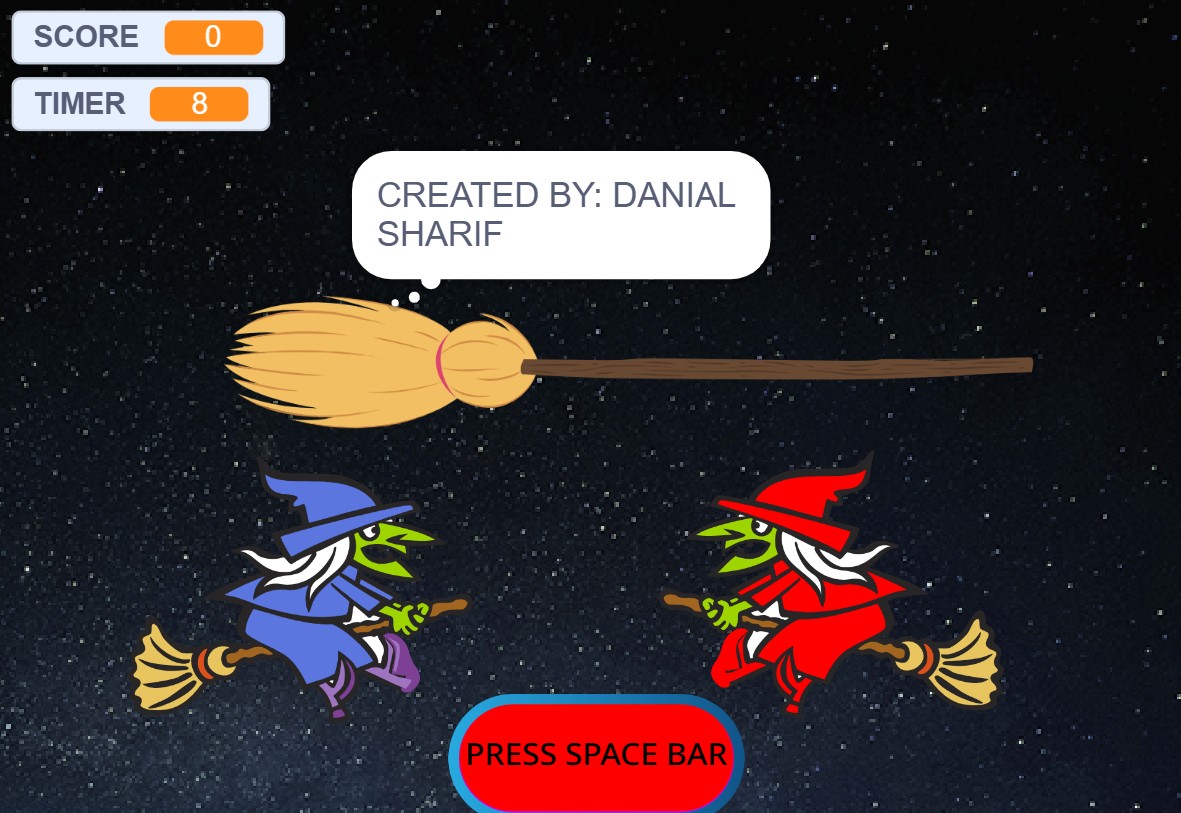 SCORE 0
TIMER 8
CREATED BY: DANIAL
SHARIF
PRESS SPACE BAR